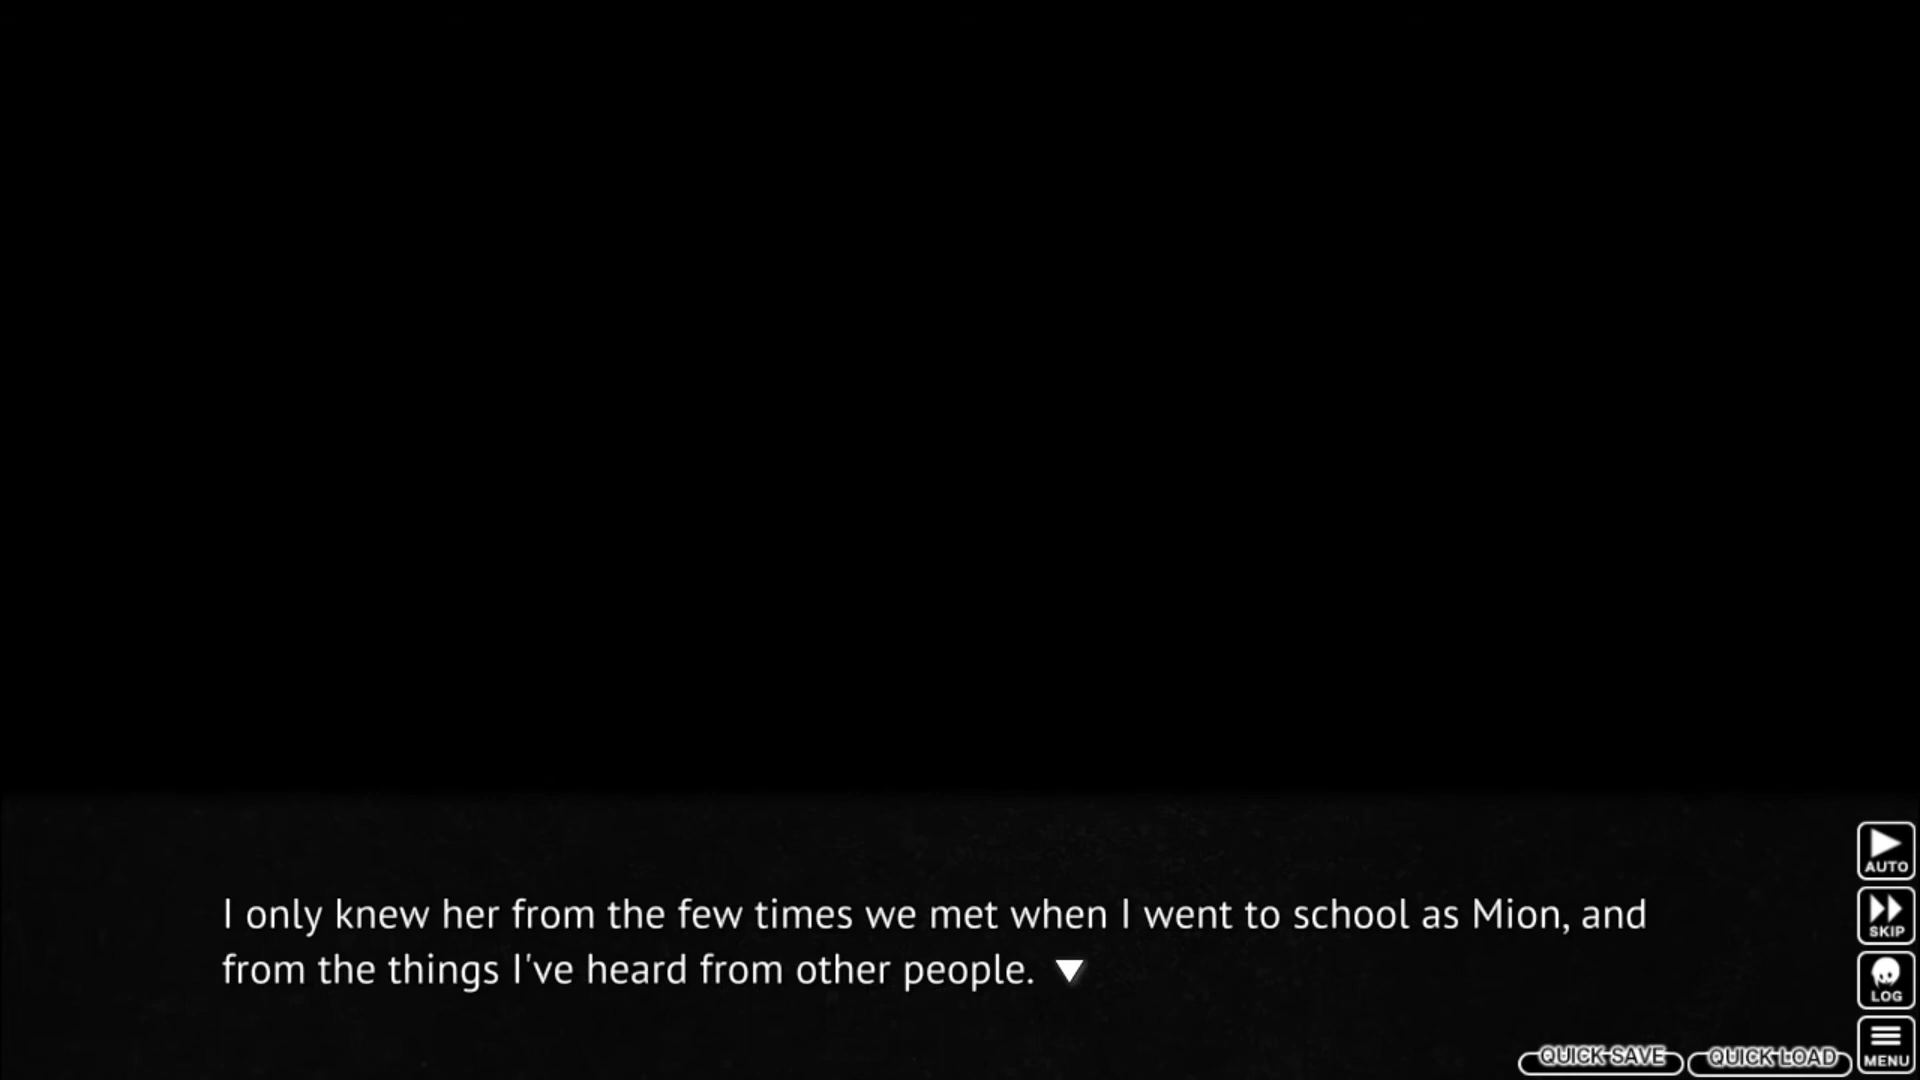 I only knew her from the few times we met when I went to school as Mion, and
from the things I've heard from other people.
AUTO
SKIP
LOG
MENU
QUICK SAVE
QUICK LOAD